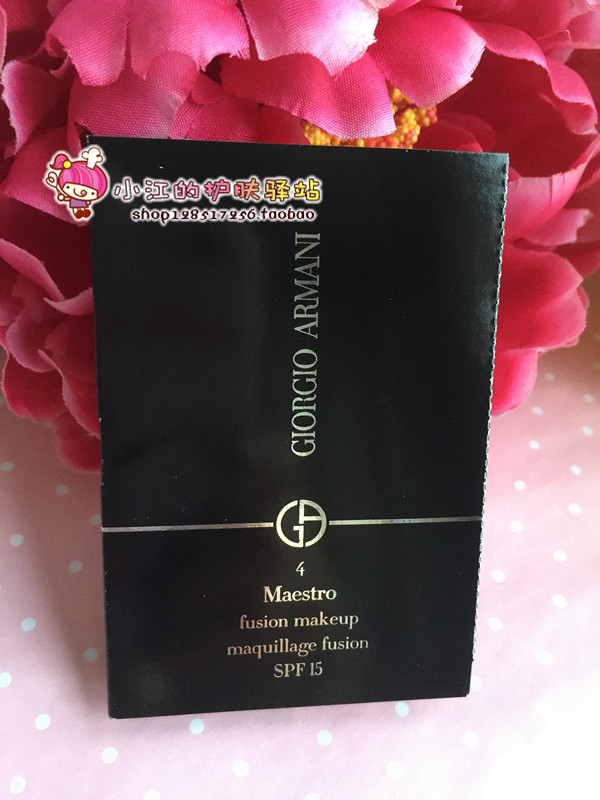 小江的护肤驿站
shop128517256.taobao
GIORGIO ARMANI
GA
4
Maestro
fusion makeup
maquillage fusion
SPF 15